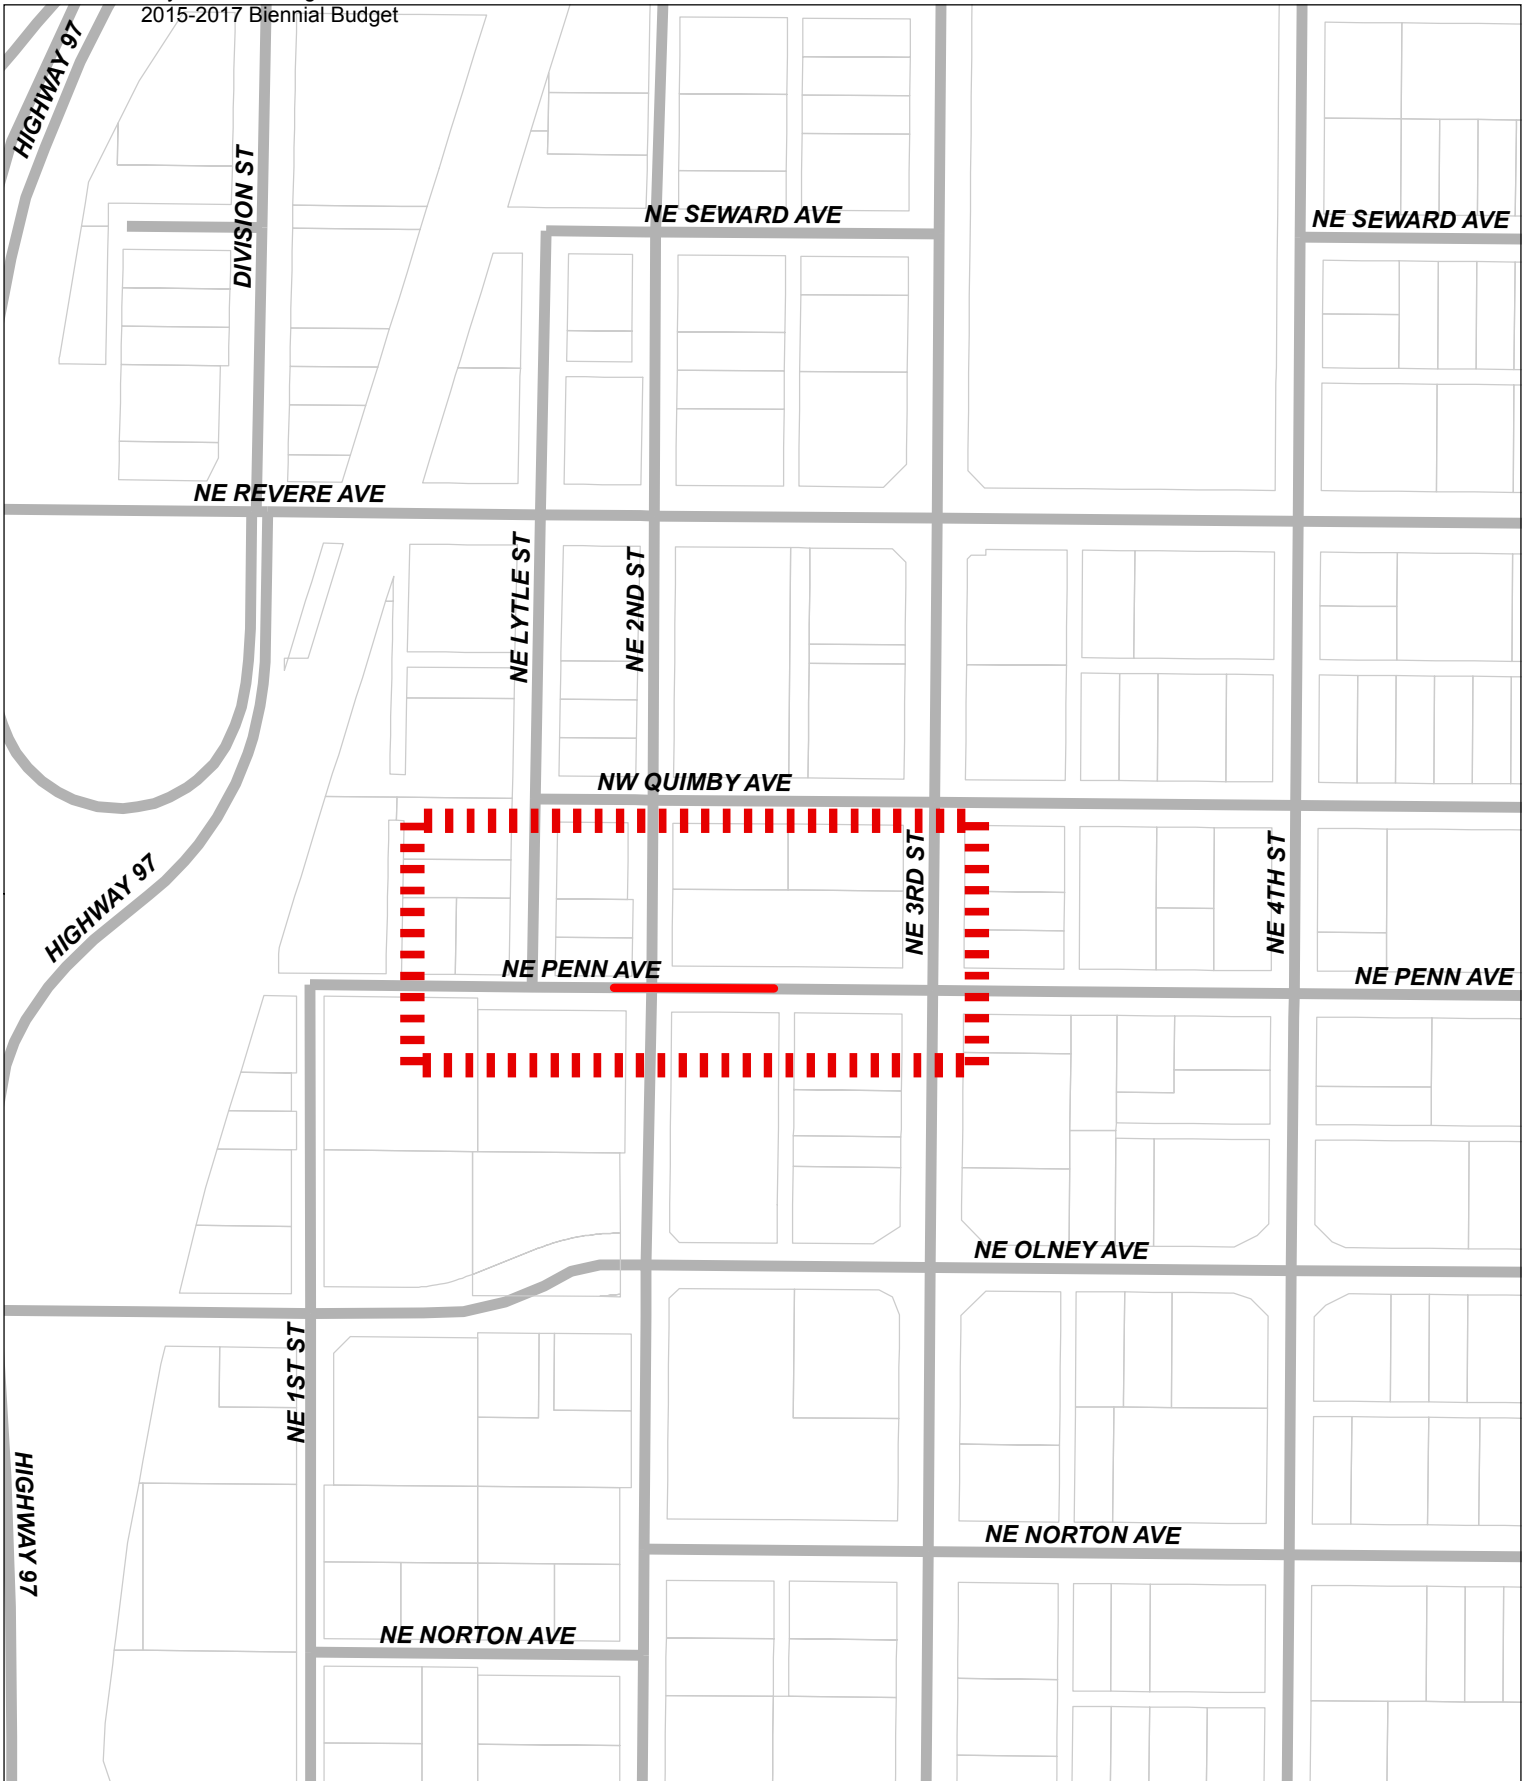 2015-2017 Biennial Budget
HIGHWAY 97
DIVISION ST
NE SEWARD AVE
NE SEWARD AVE
NE REVERE AVE
NE LYTLE ST
NE 2ND ST
NW QUIMBY AVE
NE 3RD ST
NE 4TH ST
HIGHWAY 97
NE PENN AVE
NE PENN AVE
NE OLNEY AVE
NE 1ST ST
HIGHWAY 97
NE NORTON AVE
NE NORTON AVE